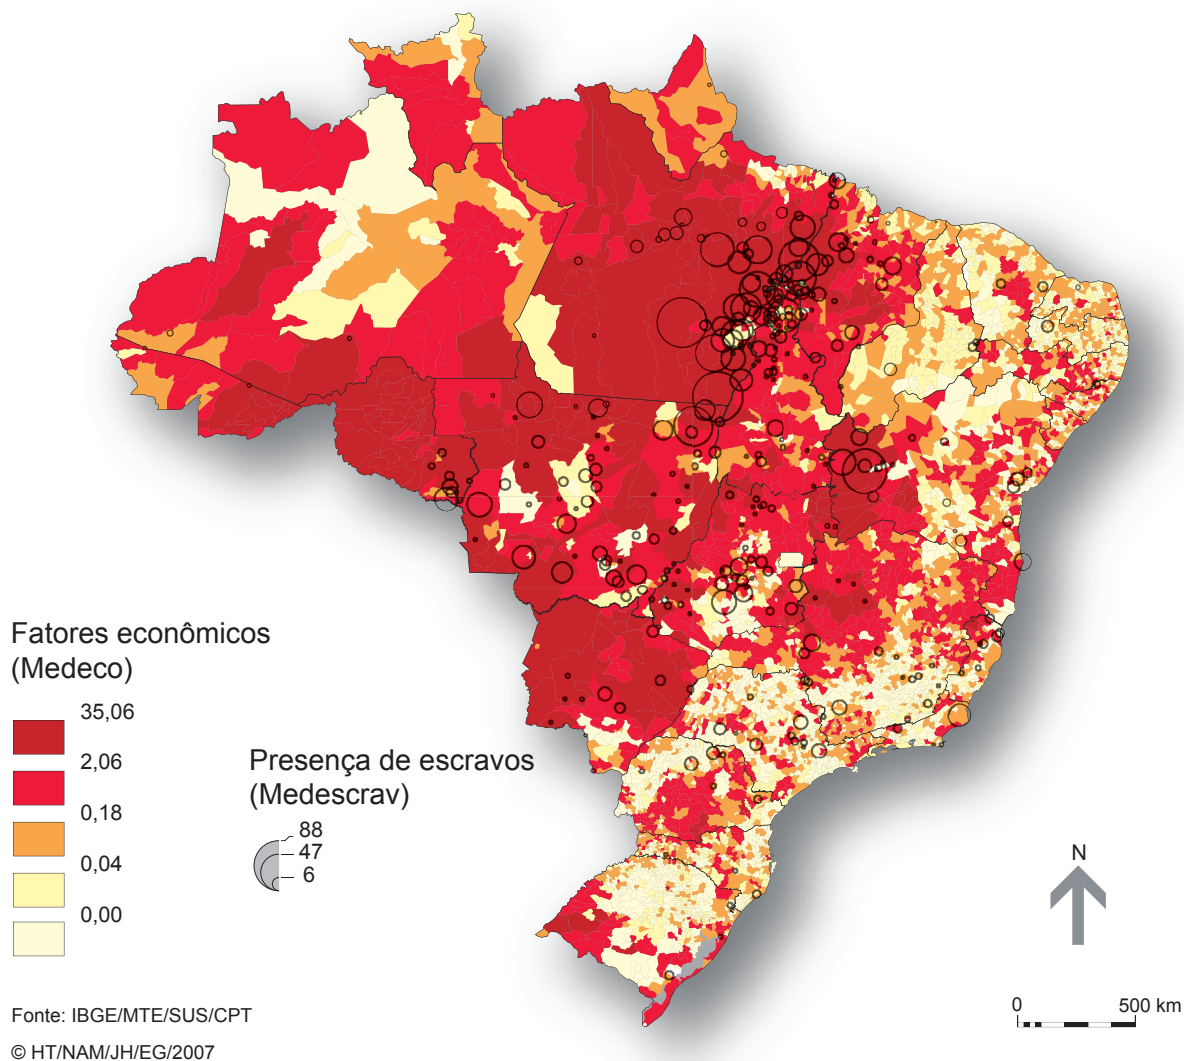 Fatores econômicos
(Medeco)
35,06
2,06
0,18
0,04
0,00
Presença de escravos
(Medescrav)
88
47
6
N
0 500 km
Fonte: IBGE/MTE/SUS/CPT
© HT/NAM/JH/EG/2007